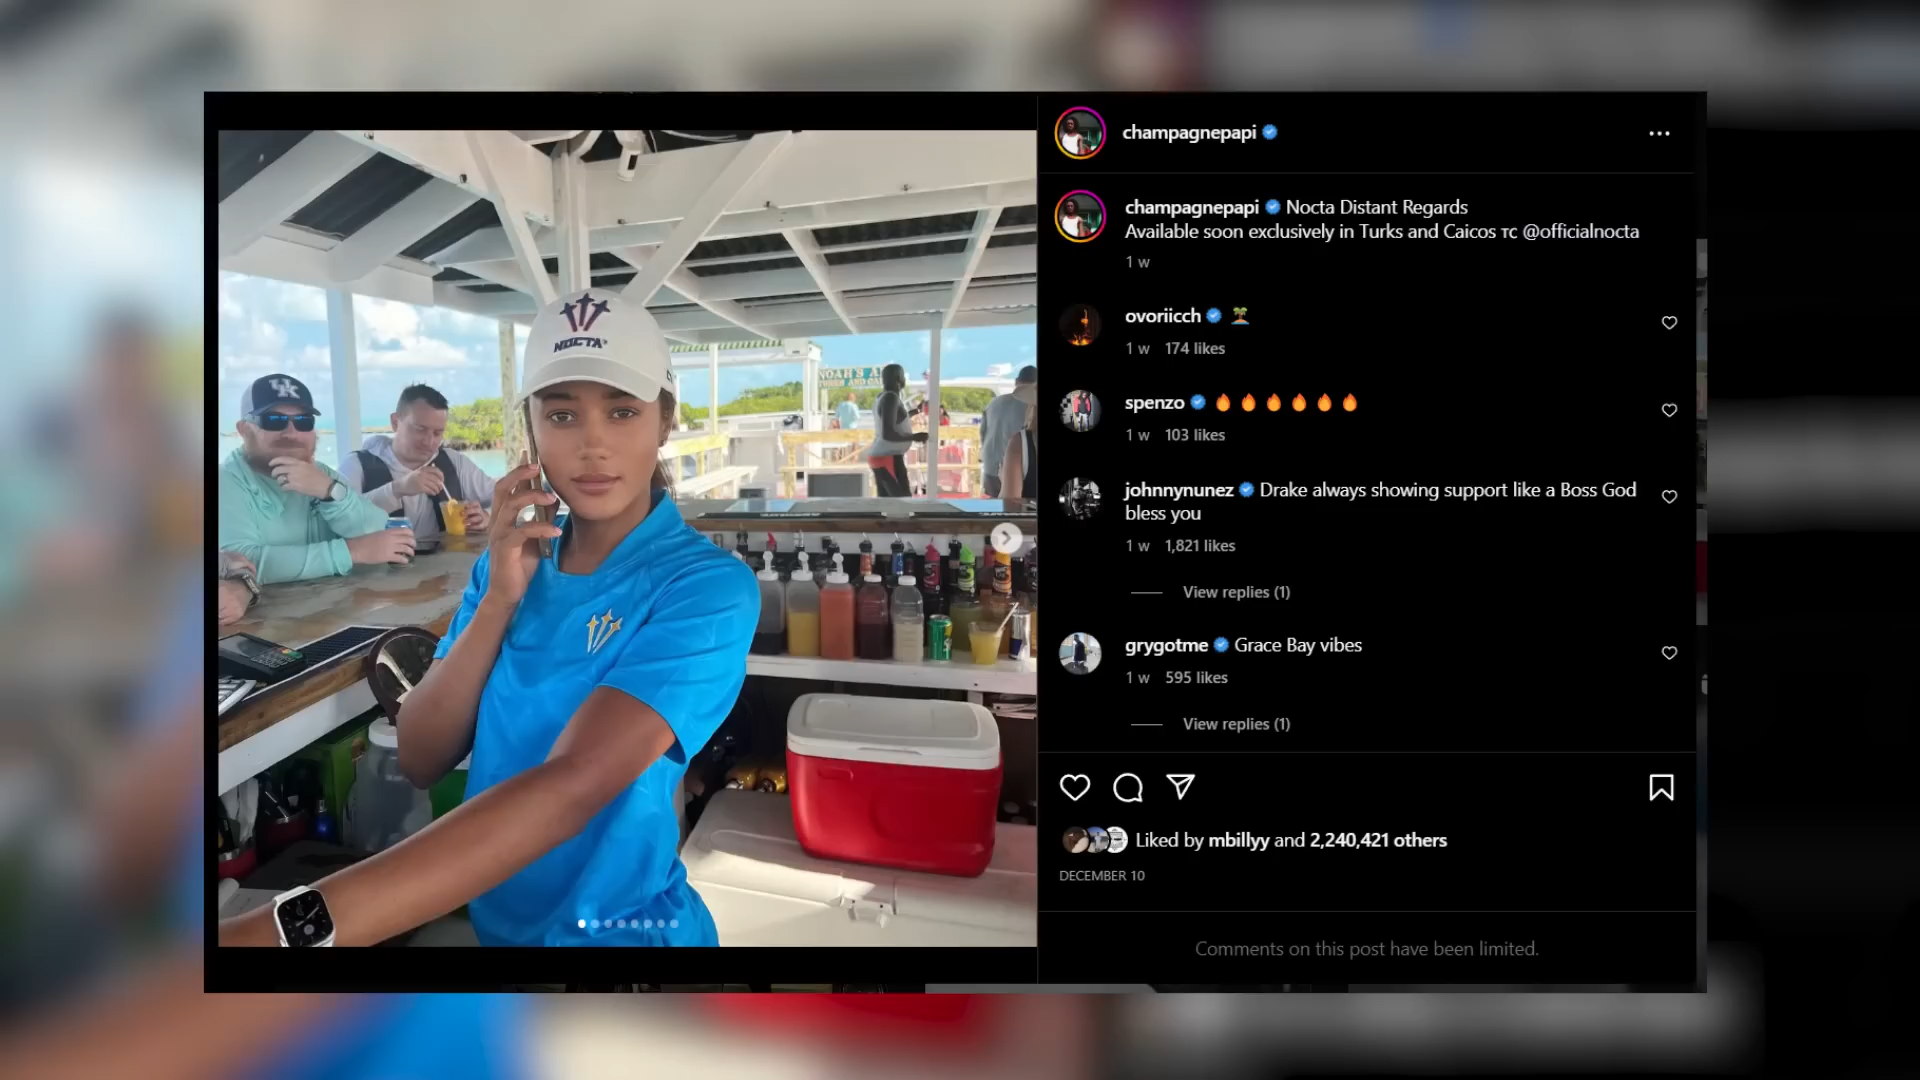 champagnepapi
champagnepapi Nocta Distant Regards
Available soon exclusively in Turks and Caicos TC @officialnocta
1 w
ovoriicch 🏝️
1 w 174 likes
spenzo 🔥🔥🔥🔥🔥🔥
1 w 103 likes
johnnynunez Drake always showing support like a Boss God
bless you
1 w 1,821 likes
View replies (1)
grygotme Grace Bay vibes
1 w 595 likes
View replies (1)
Liked by mbillyy and 2,240,421 others
DECEMBER 10
Comments on this post have been limited.
NOCTA
UK
NOAH'S